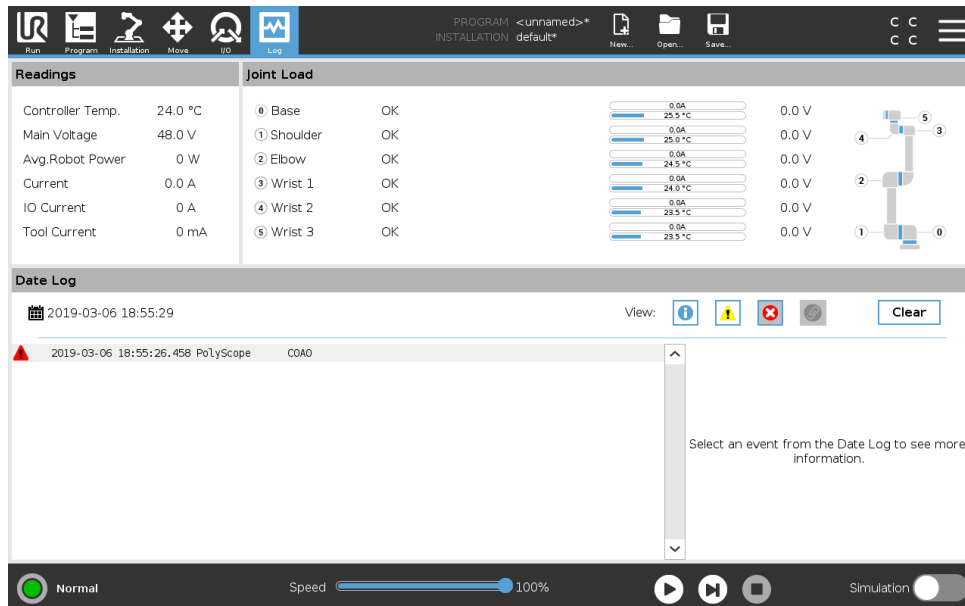 PROGRAM <unnamed>*
INSTALLATION default*
C C
C C
Run Program Installation Move I/O Log New... Open... Save...
Readings
Joint Load
Controller Temp. 24.0 °C
Main Voltage 48.0 V
Avg.Robot Power 0 W
Current 0.0 A
IO Current 0 A
Tool Current 0 mA
0 Base OK 0.0A 25.5 °C 0.0 V
1 Shoulder OK 0.0A 25.0 °C 0.0 V
2 Elbow OK 0.0A 24.5 °C 0.0 V
3 Wrist 1 OK 0.0A 24.0 °C 0.0 V
4 Wrist 2 OK 0.0A 23.5 °C 0.0 V
5 Wrist 3 OK 0.0A 23.5 °C 0.0 V
5
4 3
2
1 0
Date Log
2019-03-06 18:55:29 View: Clear
2019-03-06 18:55:26.458 PolyScope C0A0
Select an event from the Date Log to see more
information.
Normal Speed 100% Simulation